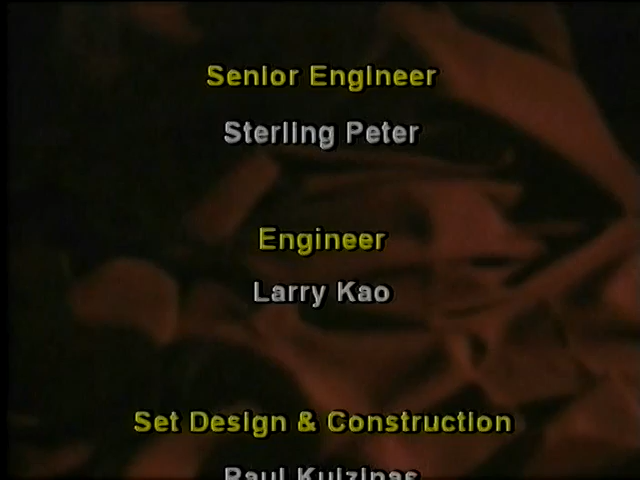 Senior Engineer
Sterling Peter
Engineer
Larry Kao
Set Design & Construction